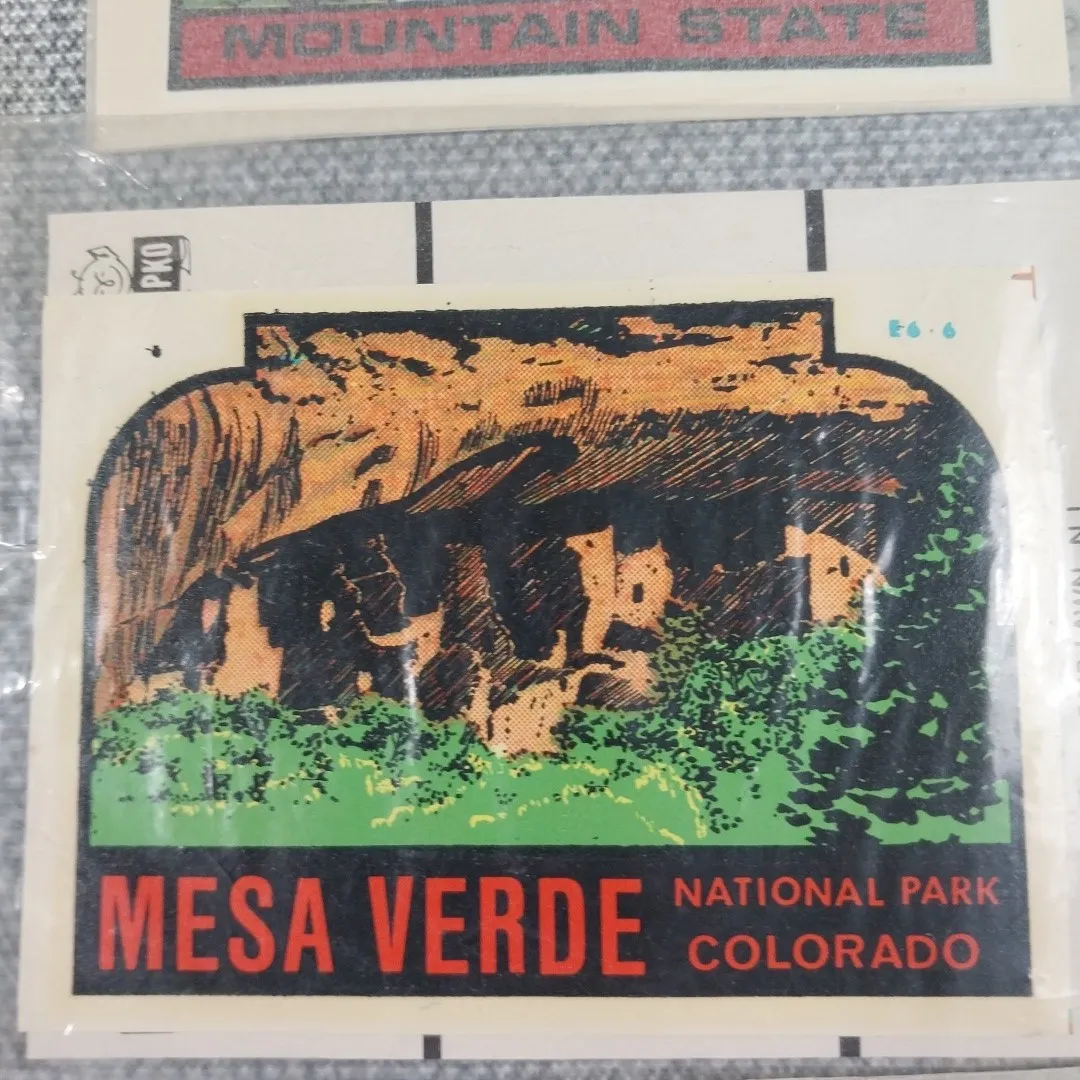 MOUNTAIN STATE
PKO
E6-6
MESA VERDE
NATIONAL PARK
COLORADO